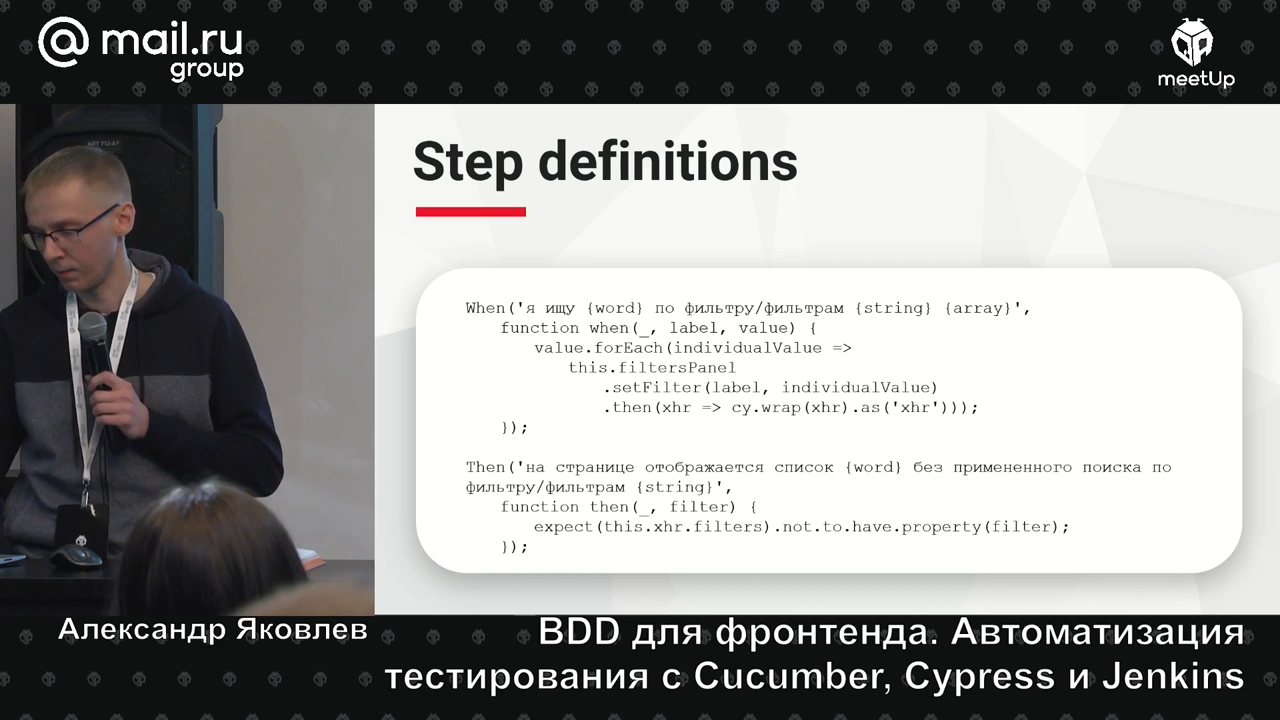 @mail.ru
group
meetUp
Step definitions
When('я ищу {word} по фильтру/фильтрам {string} {array}',
function when(_, label, value) {
value.forEach(individualValue =>
this.filtersPanel
.setFilter(label, individualValue)
.then(xhr => cy.wrap(xhr).as('xhr')));
});
Then('на странице отображается список {word} без примененного поиска по
фильтру/фильтрам {string}',
function then(_, filter) {
expect(this.xhr.filters).not.to.have.property(filter);
});
Александр Яковлев
BDD для фронтенда. Автоматизация
тестирования с Cucumber, Cypress и Jenkins